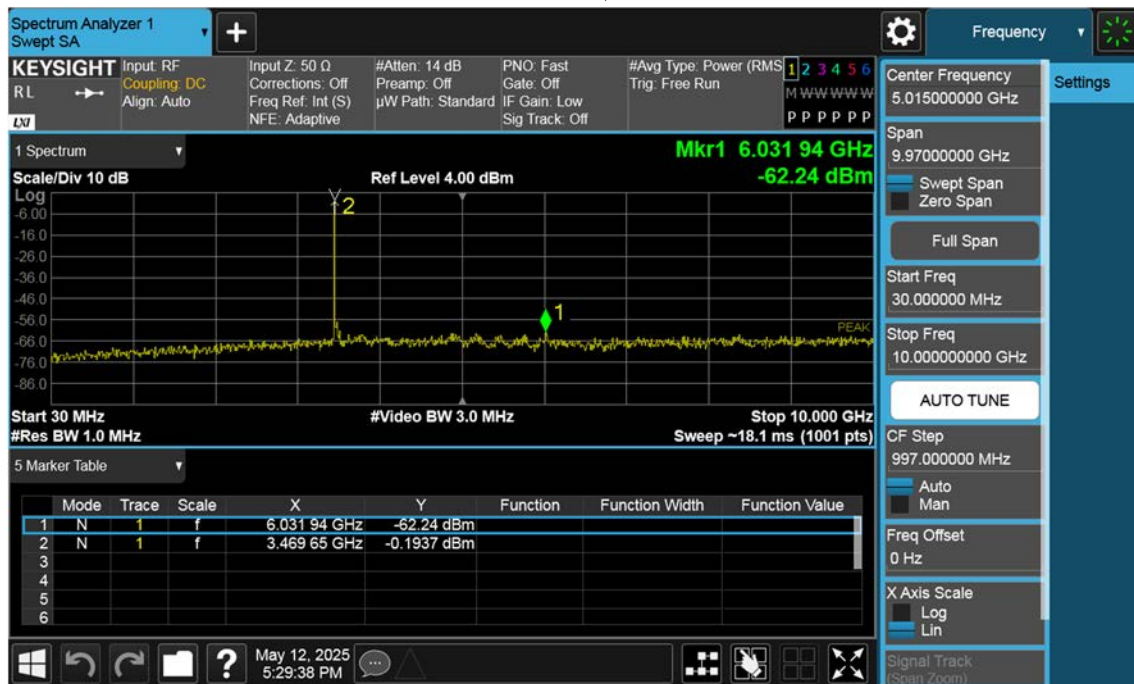 Spectrum Analyzer 1
Swept SA
+
Frequency
KEYSIGHT
RL
LXI
Input: RF
Coupling: DC
Align: Auto
Input Z: 50 Ω
Corrections: Off
Freq Ref: Int (S)
NFE: Adaptive
#Atten: 14 dB
Preamp: Off
µW Path: Standard
PNO: Fast
Gate: Off
IF Gain: Low
Sig Track: Off
#Avg Type: Power (RMS
Trig: Free Run
1 2 3 4 5 6
M W W W W W
P P P P P P
1 Spectrum
Mkr1 6.031 94 GHz
-62.24 dBm
Scale/Div 10 dB
Ref Level 4.00 dBm
Log
2
-6.00
-16.0
-26.0
-36.0
-46.0
-56.0
-66.0
-76.0
-86.0
1
PEAK
Start 30 MHz
#Video BW 3.0 MHz
Stop 10.000 GHz
#Res BW 1.0 MHz
Sweep ~18.1 ms (1001 pts)
5 Marker Table
Mode Trace Scale X Y Function Function Width Function Value
1 N 1 f 6.031 94 GHz -62.24 dBm
2 N 1 f 3.469 65 GHz -0.1937 dBm
3
4
5
6
?
May 12, 2025
5:29:38 PM
Center Frequency
5.015000000 GHz
Span
9.97000000 GHz
Swept Span
Zero Span
Full Span
Start Freq
30.000000 MHz
Stop Freq
10.000000000 GHz
AUTO TUNE
CF Step
997.000000 MHz
Auto
Man
Freq Offset
0 Hz
X Axis Scale
Log
Lin
Signal Track
(Span Zoom)
Settings